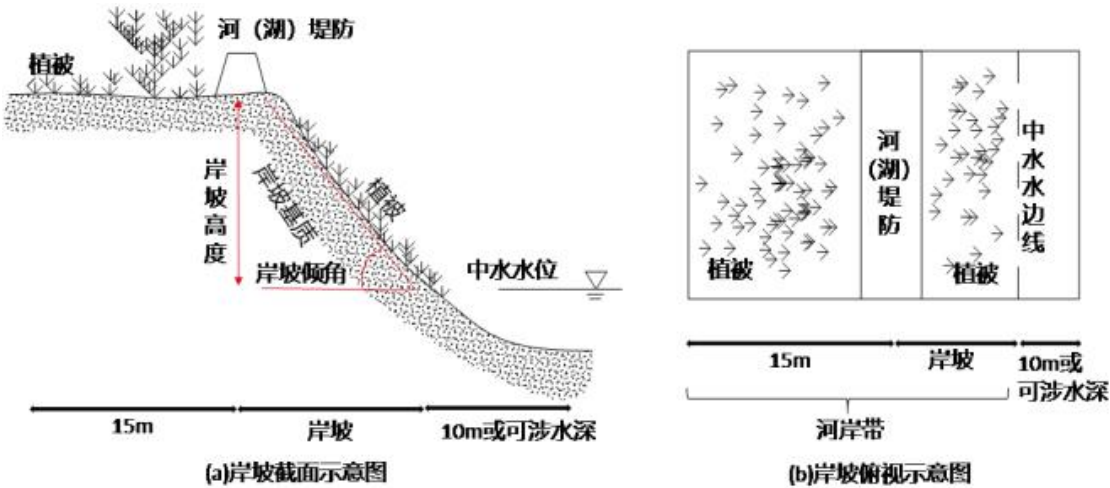 河（湖）堤防
植被
岸坡高度
岸坡基质
植被
岸坡倾角
中水水位
15m
岸坡
10m或可涉水深
(a)岸坡截面示意图
河（湖）堤防
中水水边线
植被
植被
15m
岸坡
10m或
可涉水深
河岸带
(b)岸坡俯视示意图